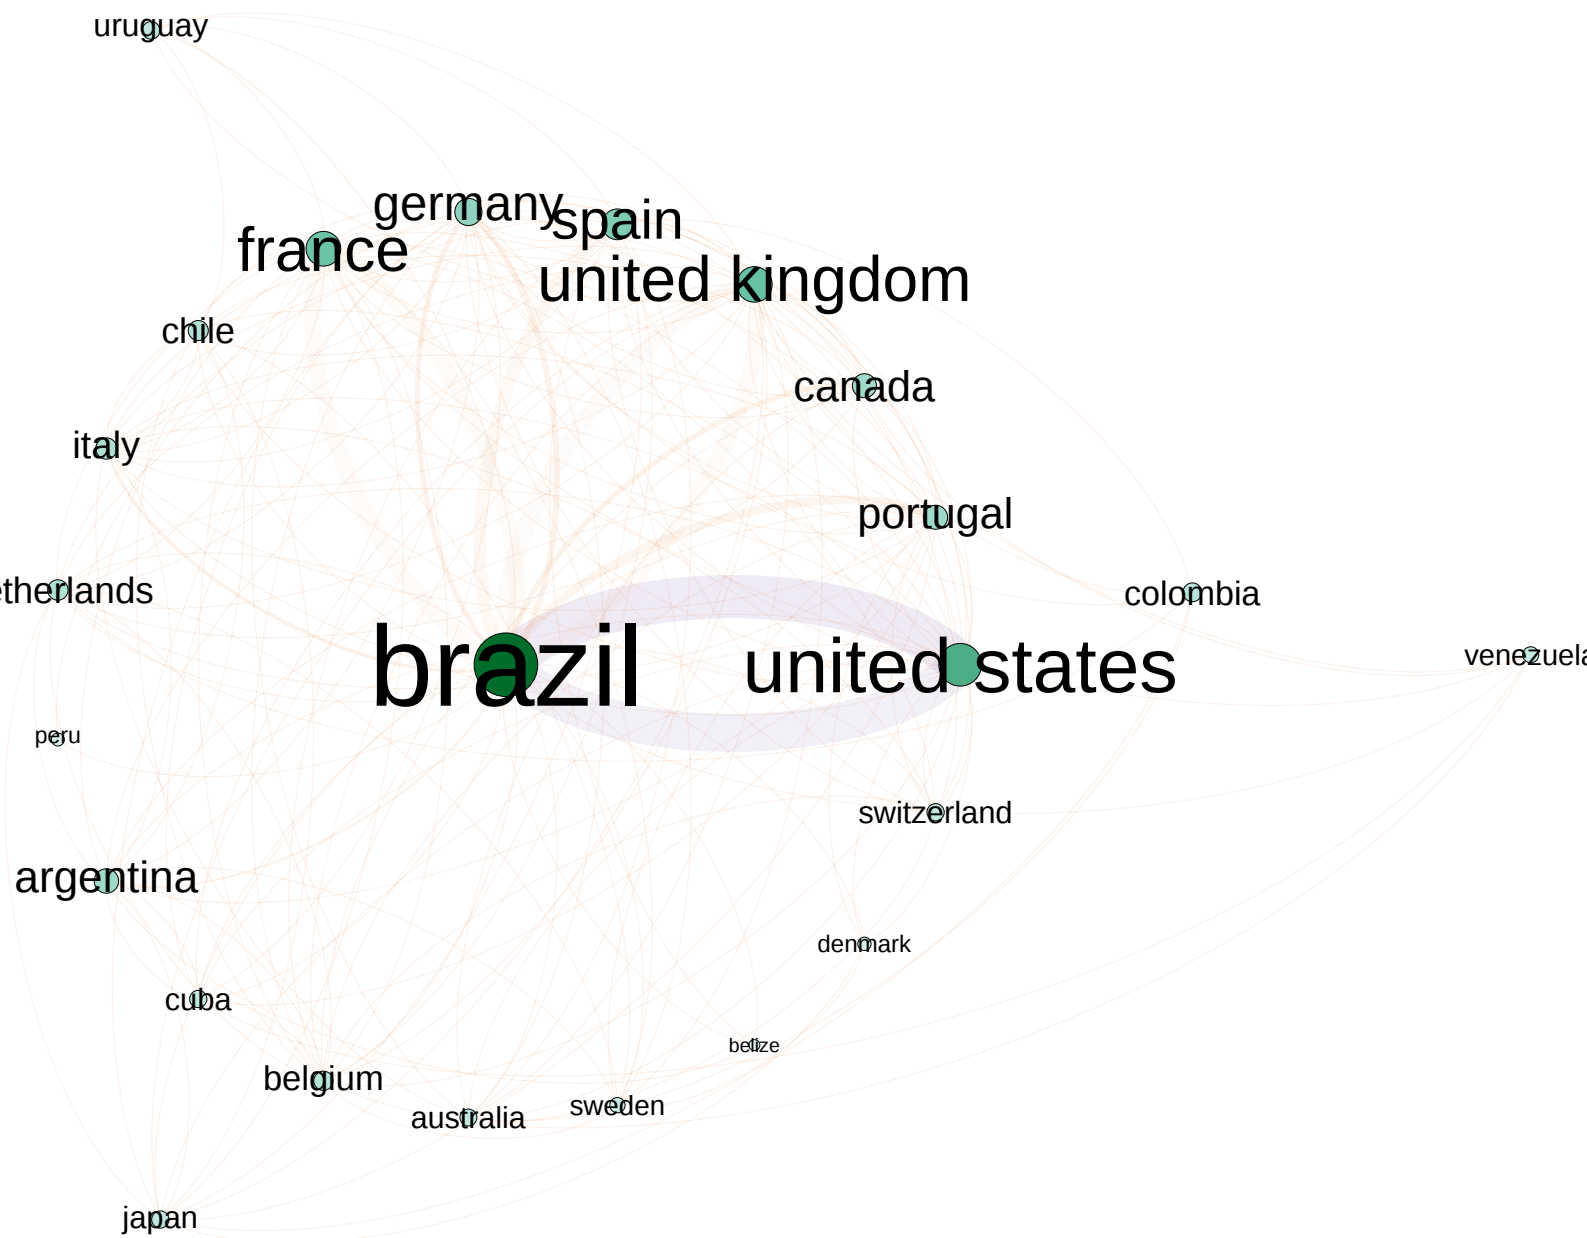 uruguay
germany
spain
france
united kingdom
chile
canada
italy
portugal
etherlands
colombia
brazil
united states
venezuela
peru
switzerland
argentina
denmark
cuba
belize
belgium
australia
sweden
japan